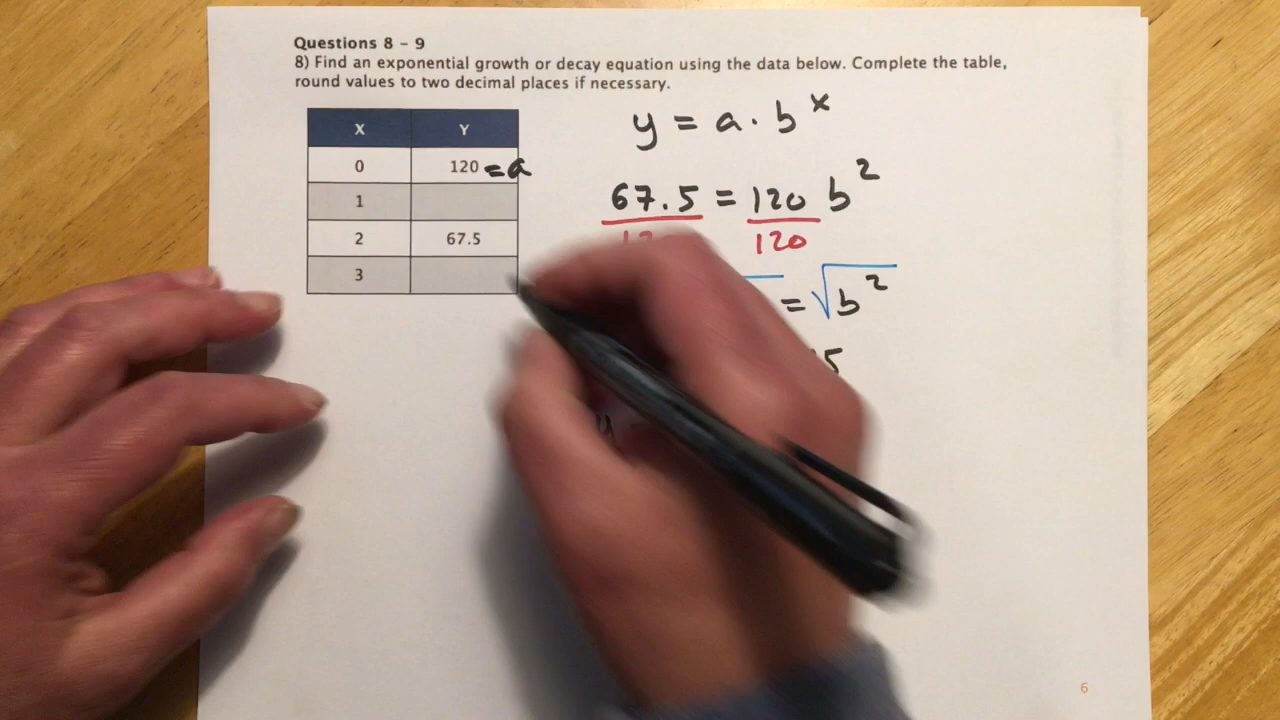 Questions 8 – 9
8) Find an exponential growth or decay equation using the data below. Complete the table,
round values to two decimal places if necessary.
X Y
0 120 = a
1
2 67.5
3
y = a · b^x
67.5 = 120 b^2
120
= √b^2
5
y
6